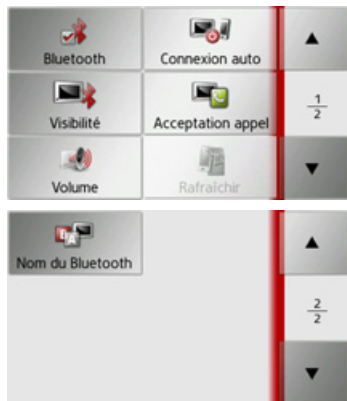 Bluetooth
Connexion auto
Visibilité
Acceptation appel
1
2
Volume
Rafraîchir
Nom du Bluetooth
2
2